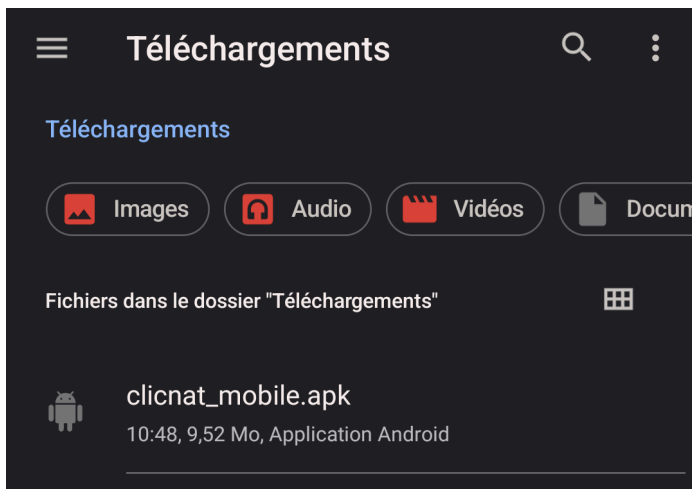 Téléchargements
Téléchargements
Images Audio Vidéos Docum
Fichiers dans le dossier "Téléchargements"
clicnat_mobile.apk
10:48, 9,52 Mo, Application Android